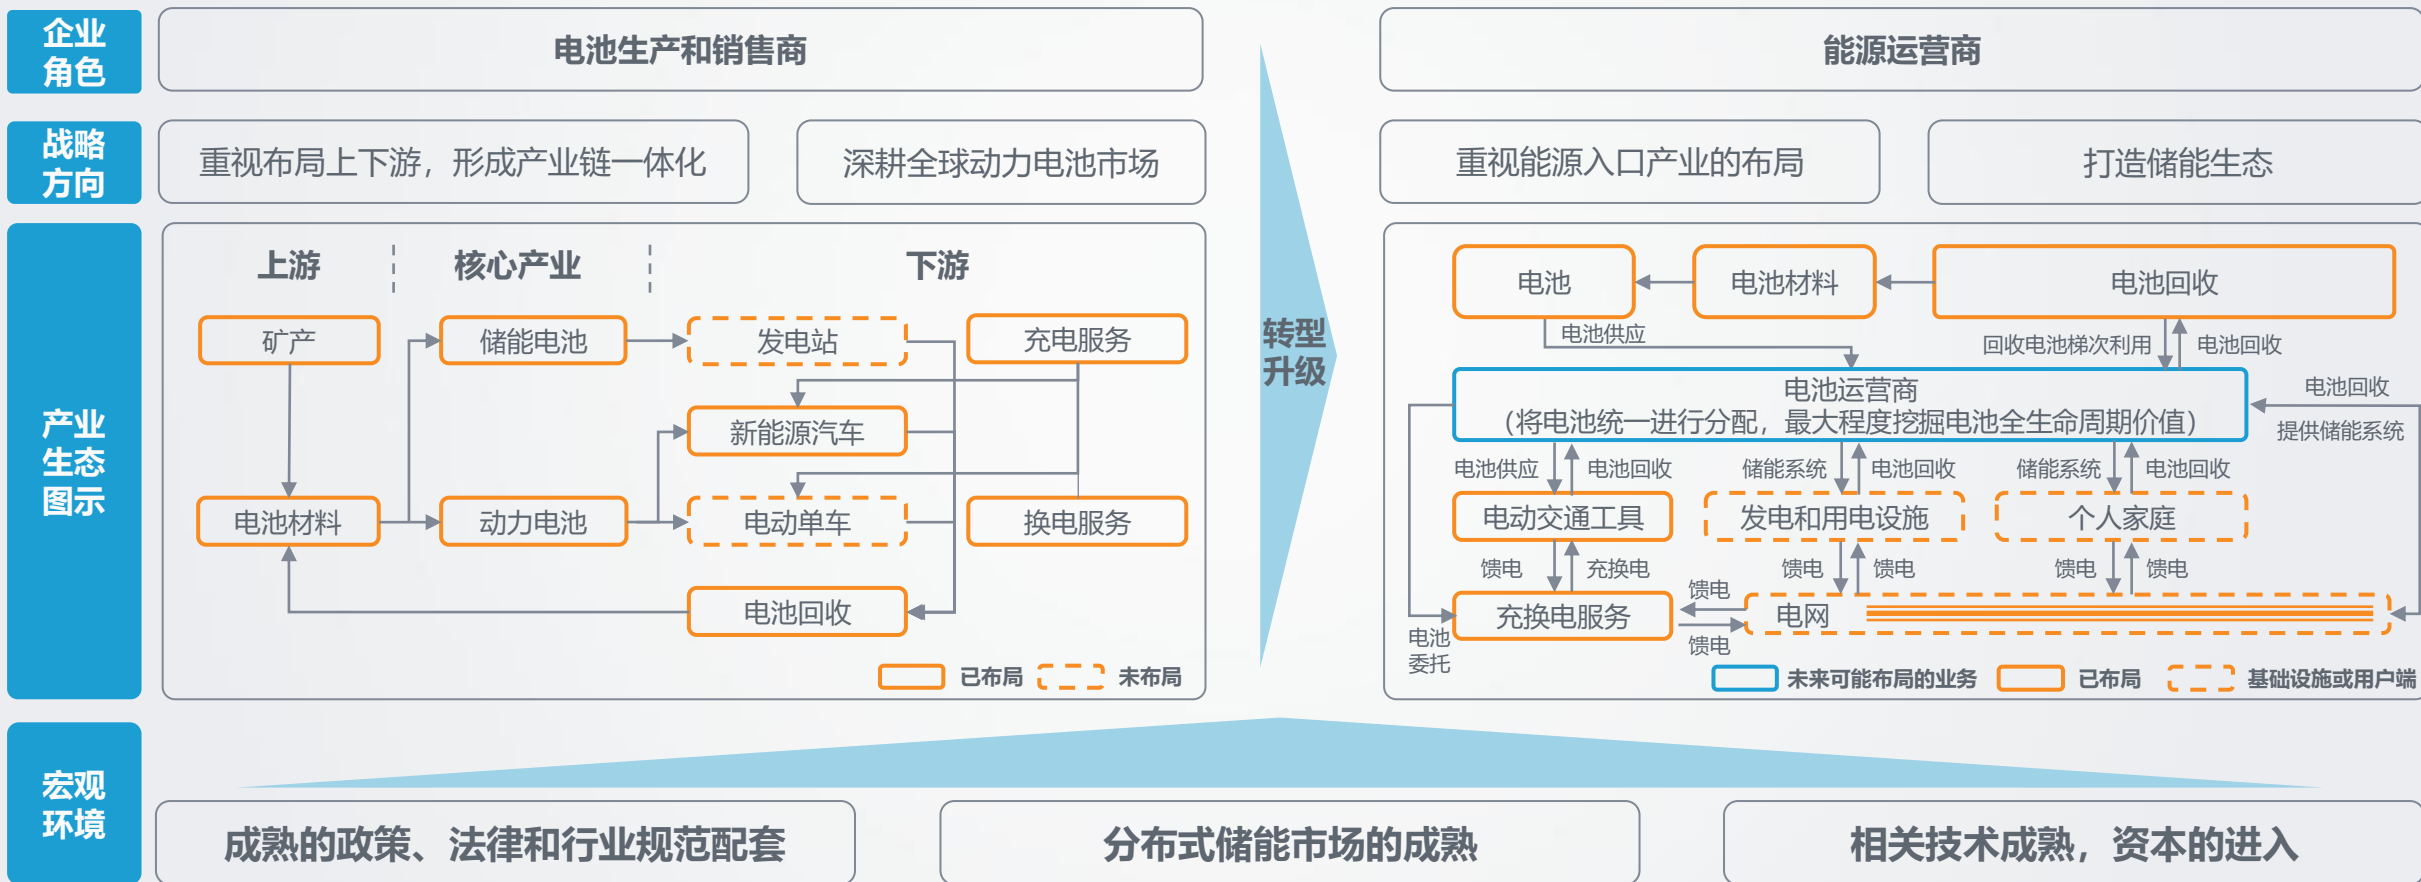 企业
角色
电池生产和销售商
能源运营商
战略
方向
重视布局上下游，形成产业链一体化
深耕全球动力电池市场
重视能源入口产业的布局
打造储能生态
产业
生态
图示
上游
核心产业
下游
矿产
储能电池
发电站
充电服务
新能源汽车
电池材料
动力电池
电动单车
换电服务
电池回收
已布局
未布局
转型
升级
电池
电池材料
电池回收
电池供应
回收电池梯次利用
电池回收
电池运营商
（将电池统一进行分配，最大程度挖掘电池全生命周期价值）
电池回收
提供储能系统
电池供应
电池回收
储能系统
电池回收
储能系统
电池回收
电动交通工具
发电和用电设施
个人家庭
馈电
充换电
馈电
馈电
馈电
馈电
充换电服务
馈电
馈电
电网
电池
委托
未来可能布局的业务
已布局
基础设施或用户端
宏观
环境
成熟的政策、法律和行业规范配套
分布式储能市场的成熟
相关技术成熟，资本的进入